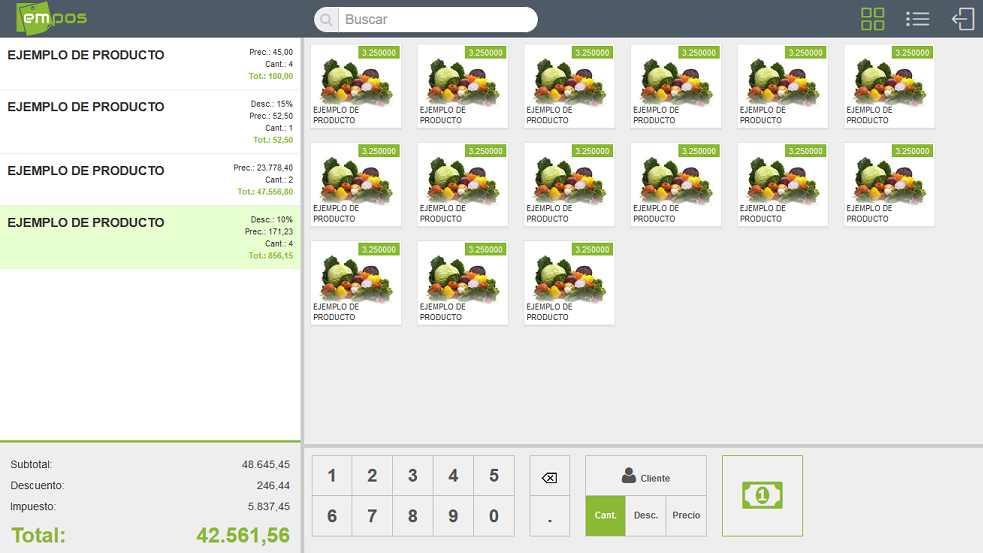 empos
Buscar
EJEMPLO DE PRODUCTO
Prec.: 45,00
Cant.: 4
Tot.: 180,00
EJEMPLO DE PRODUCTO
Desc.: 15%
Prec.: 52,50
Cant.: 1
Tot.: 52,50
EJEMPLO DE PRODUCTO
Prec.: 23.778,40
Cant.: 2
Tot.: 47.556,80
EJEMPLO DE PRODUCTO
Desc.: 10%
Prec.: 171,23
Cant.: 4
Tot.: 856,15
Subtotal: 48.645,45
Descuento: 246,44
Impuesto: 5.837,45
Total: 42.561,56
3.250000
EJEMPLO DE
PRODUCTO
3.250000
EJEMPLO DE
PRODUCTO
3.250000
EJEMPLO DE
PRODUCTO
3.250000
EJEMPLO DE
PRODUCTO
3.250000
EJEMPLO DE
PRODUCTO
3.250000
EJEMPLO DE
PRODUCTO
3.250000
EJEMPLO DE
PRODUCTO
3.250000
EJEMPLO DE
PRODUCTO
3.250000
EJEMPLO DE
PRODUCTO
3.250000
EJEMPLO DE
PRODUCTO
3.250000
EJEMPLO DE
PRODUCTO
3.250000
EJEMPLO DE
PRODUCTO
3.250000
EJEMPLO DE
PRODUCTO
3.250000
EJEMPLO DE
PRODUCTO
3.250000
EJEMPLO DE
PRODUCTO
1 2 3 4 5
6 7 8 9 0 .
Cliente
Cant. Desc. Precio
1